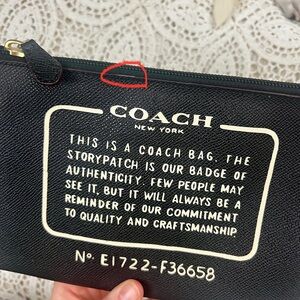 COACH
NEW YORK
THIS IS A COACH BAG. THE
STORYPATCH IS OUR BADGE OF
AUTHENTICITY. FEW PEOPLE MAY
SEE IT, BUT IT WILL ALWAYS BE A
REMINDER OF OUR COMMITMENT
TO QUALITY AND CRAFTSMANSHIP.
No. E1722-F36658